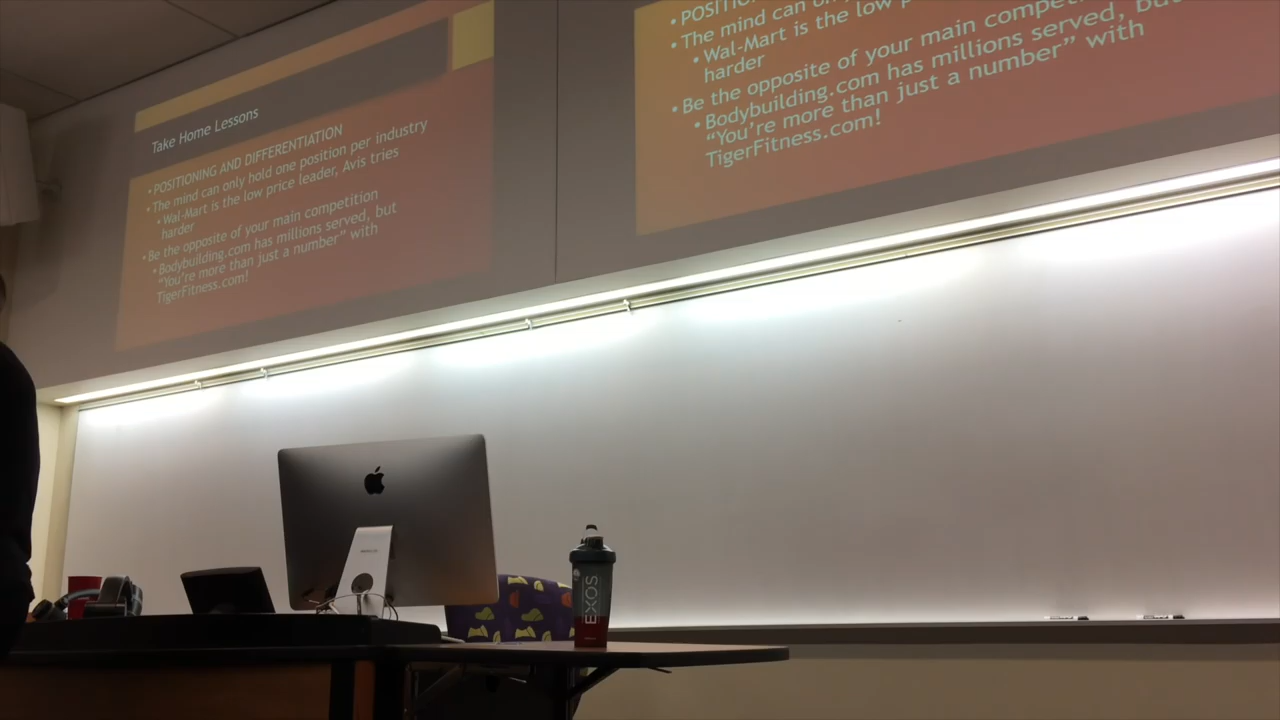 Take Home Lessons
• POSITIONING AND DIFFERENTIATION
• The mind can only hold one position per industry
• Wal-Mart is the low price leader, Avis tries
harder
• Be the opposite of your main competition
• Bodybuilding.com has millions served, but
“You're more than just a number” with
TigerFitness.com!
• POSITI
• The mind can on
• Wal-Mart is the low p
harder
• Be the opposite of your main competi
• Bodybuilding.com has millions served, but
“You're more than just a number” with
TigerFitness.com!
EXOS